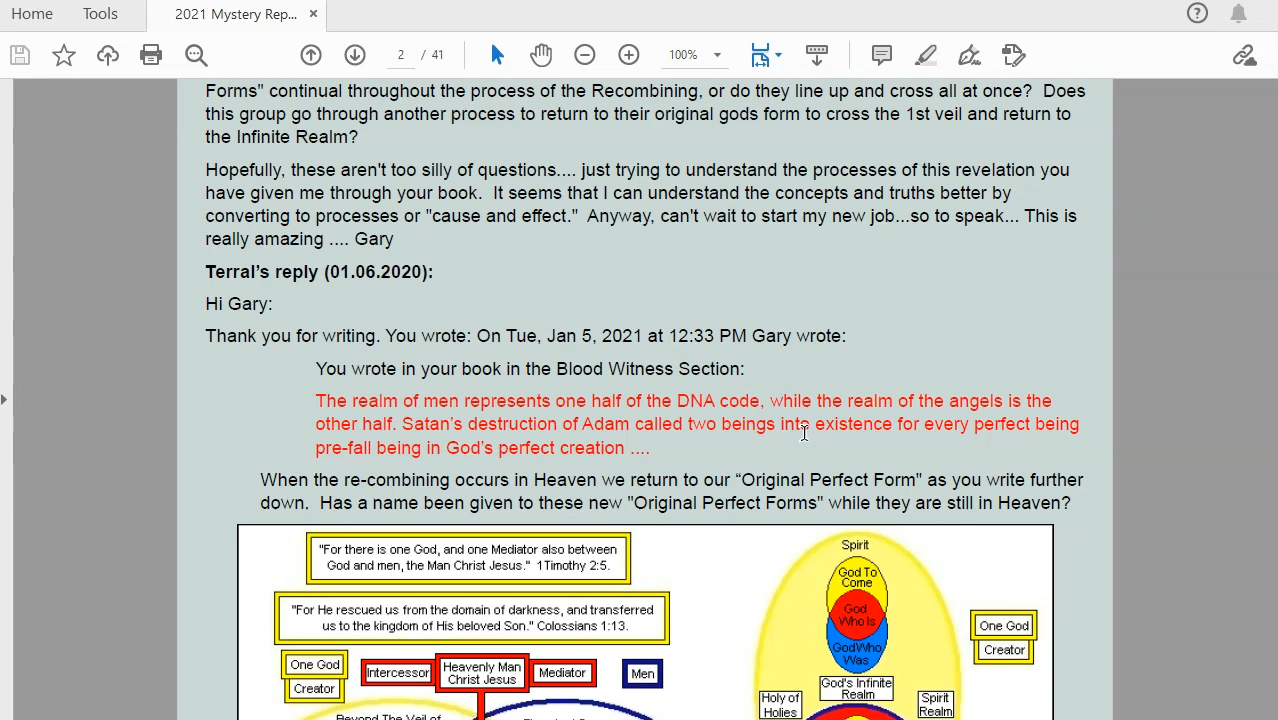 Home
Tools
2021 Mystery Rep...
2 / 41
100%
Forms" continual throughout the process of the Recombining, or do they line up and cross all at once? Does
this group go through another process to return to their original gods form to cross the 1st veil and return to
the Infinite Realm?
Hopefully, these aren't too silly of questions.... just trying to understand the processes of this revelation you
have given me through your book. It seems that I can understand the concepts and truths better by
converting to processes or "cause and effect." Anyway, can't wait to start my new job...so to speak... This is
really amazing .... Gary
Terral’s reply (01.06.2020):
Hi Gary:
Thank you for writing. You wrote: On Tue, Jan 5, 2021 at 12:33 PM Gary wrote:
You wrote in your book in the Blood Witness Section:
The realm of men represents one half of the DNA code, while the realm of the angels is the
other half. Satan’s destruction of Adam called two beings into existence for every perfect being
pre-fall being in God’s perfect creation ....
When the re-combining occurs in Heaven we return to our “Original Perfect Form” as you write further
down. Has a name been given to these new "Original Perfect Forms" while they are still in Heaven?
"For there is one God, and one Mediator also between
God and men, the Man Christ Jesus." 1Timothy 2:5.
"For He rescued us from the domain of darkness, and transferred
us to the kingdom of His beloved Son." Colossians 1:13.
One God
Creator
Intercessor
Heavenly Man
Christ Jesus
Mediator
Men
Beyond The Veil of
Spirit
God To
Come
God
Who Is
God Who
Was
God's Infinite
Realm
Holy of
Holies
Spirit
Realm
One God
Creator